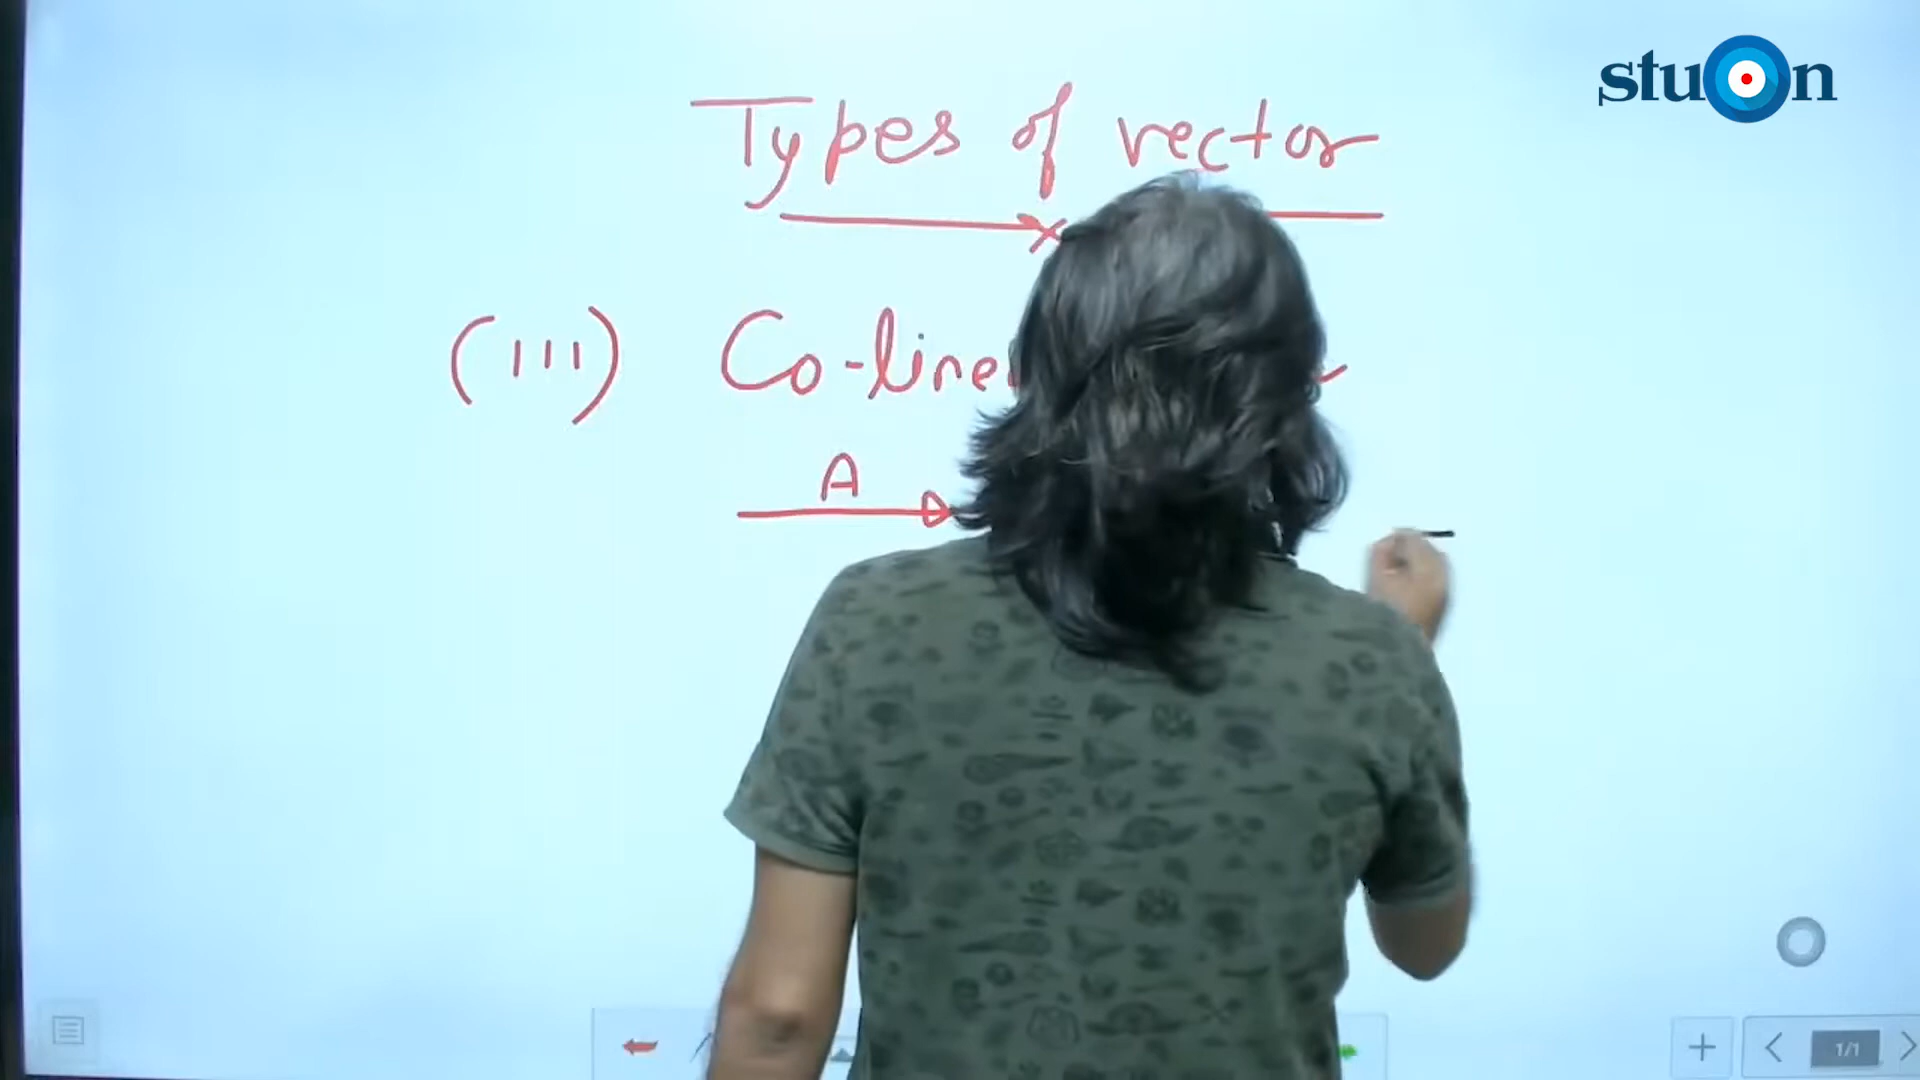 stuOn
Types of vector
(III) Co-line
A
1/1